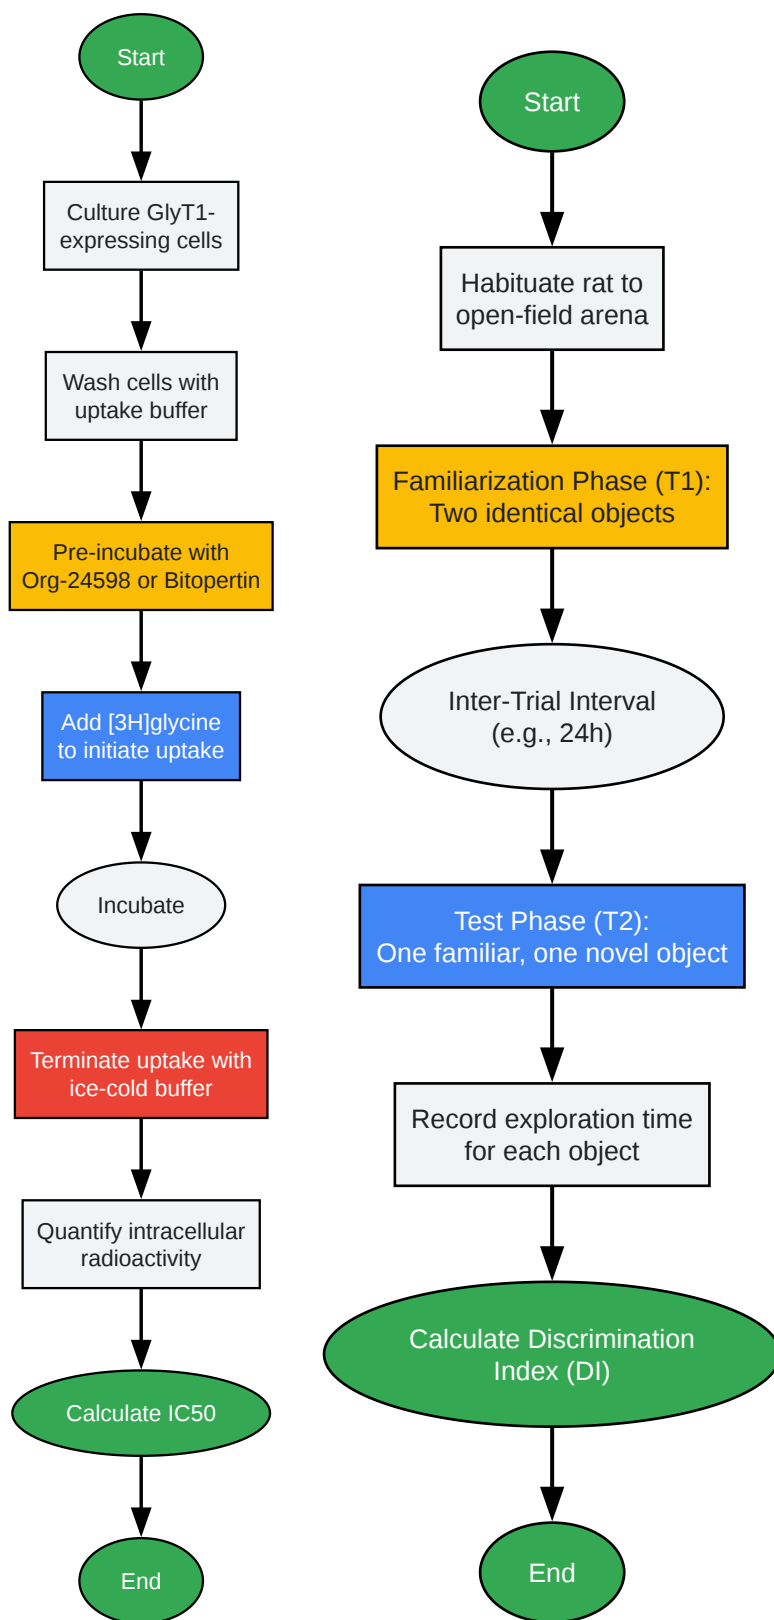 Start
Culture GlyT1-
expressing cells
Wash cells with
uptake buffer
Pre-incubate with
Org-24598 or Bitopertin
Add [3H]glycine
to initiate uptake
Incubate
Terminate uptake with
ice-cold buffer
Quantify intracellular
radioactivity
Calculate IC50
End
Start
Habituate rat to
open-field arena
Familiarization Phase (T1):
Two identical objects
Inter-Trial Interval
(e.g., 24h)
Test Phase (T2):
One familiar, one novel object
Record exploration time
for each object
Calculate Discrimination
Index (DI)
End